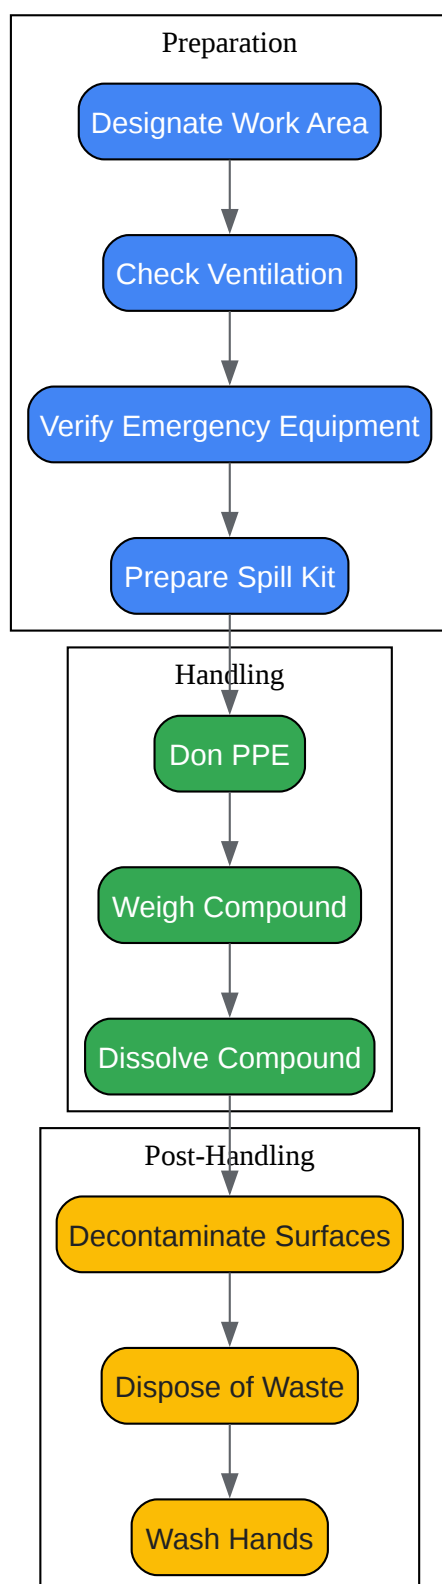 Preparation
Designate Work Area
Check Ventilation
Verify Emergency Equipment
Prepare Spill Kit
Handling
Don PPE
Weigh Compound
Dissolve Compound
Post-Handling
Decontaminate Surfaces
Dispose of Waste
Wash Hands